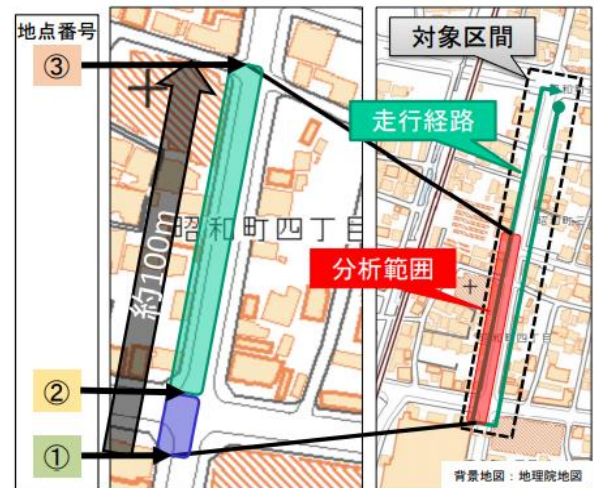 地点番号
③
約100m
昭和町四丁目
②
①
対象区間
走行経路
分析範囲
背景地図：地理院地図